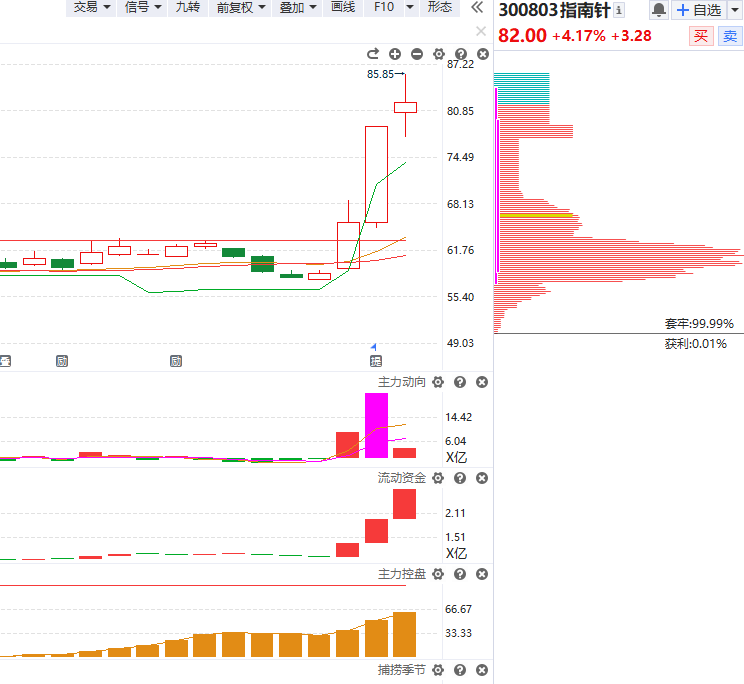 交易 信号 九转 前复权 叠加 画线 F10 形态
300803指南针
自选
82.00 +4.17% +3.28
买 卖
87.22
85.85
80.85
74.49
68.13
61.76
55.40
49.03
套牢:99.99%
获利:0.01%
提
主力动向
14.42
6.04
X亿
流动资金
2.11
1.51
X亿
主力控盘
66.67
33.33
捕捞季节